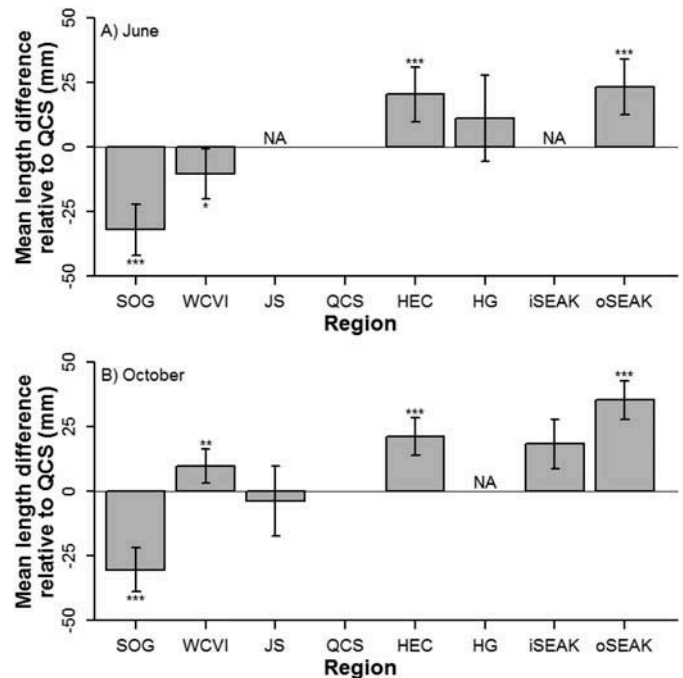 A) June
Mean length difference
relative to QCS (mm)
50
25
0
-25
-50
***
*
NA
***
NA
***
SOG WCVI JS QCS HEC HG iSEAK oSEAK
Region
B) October
Mean length difference
relative to QCS (mm)
50
25
0
-25
-50
***
**
***
NA
***
SOG WCVI JS QCS HEC HG iSEAK oSEAK
Region